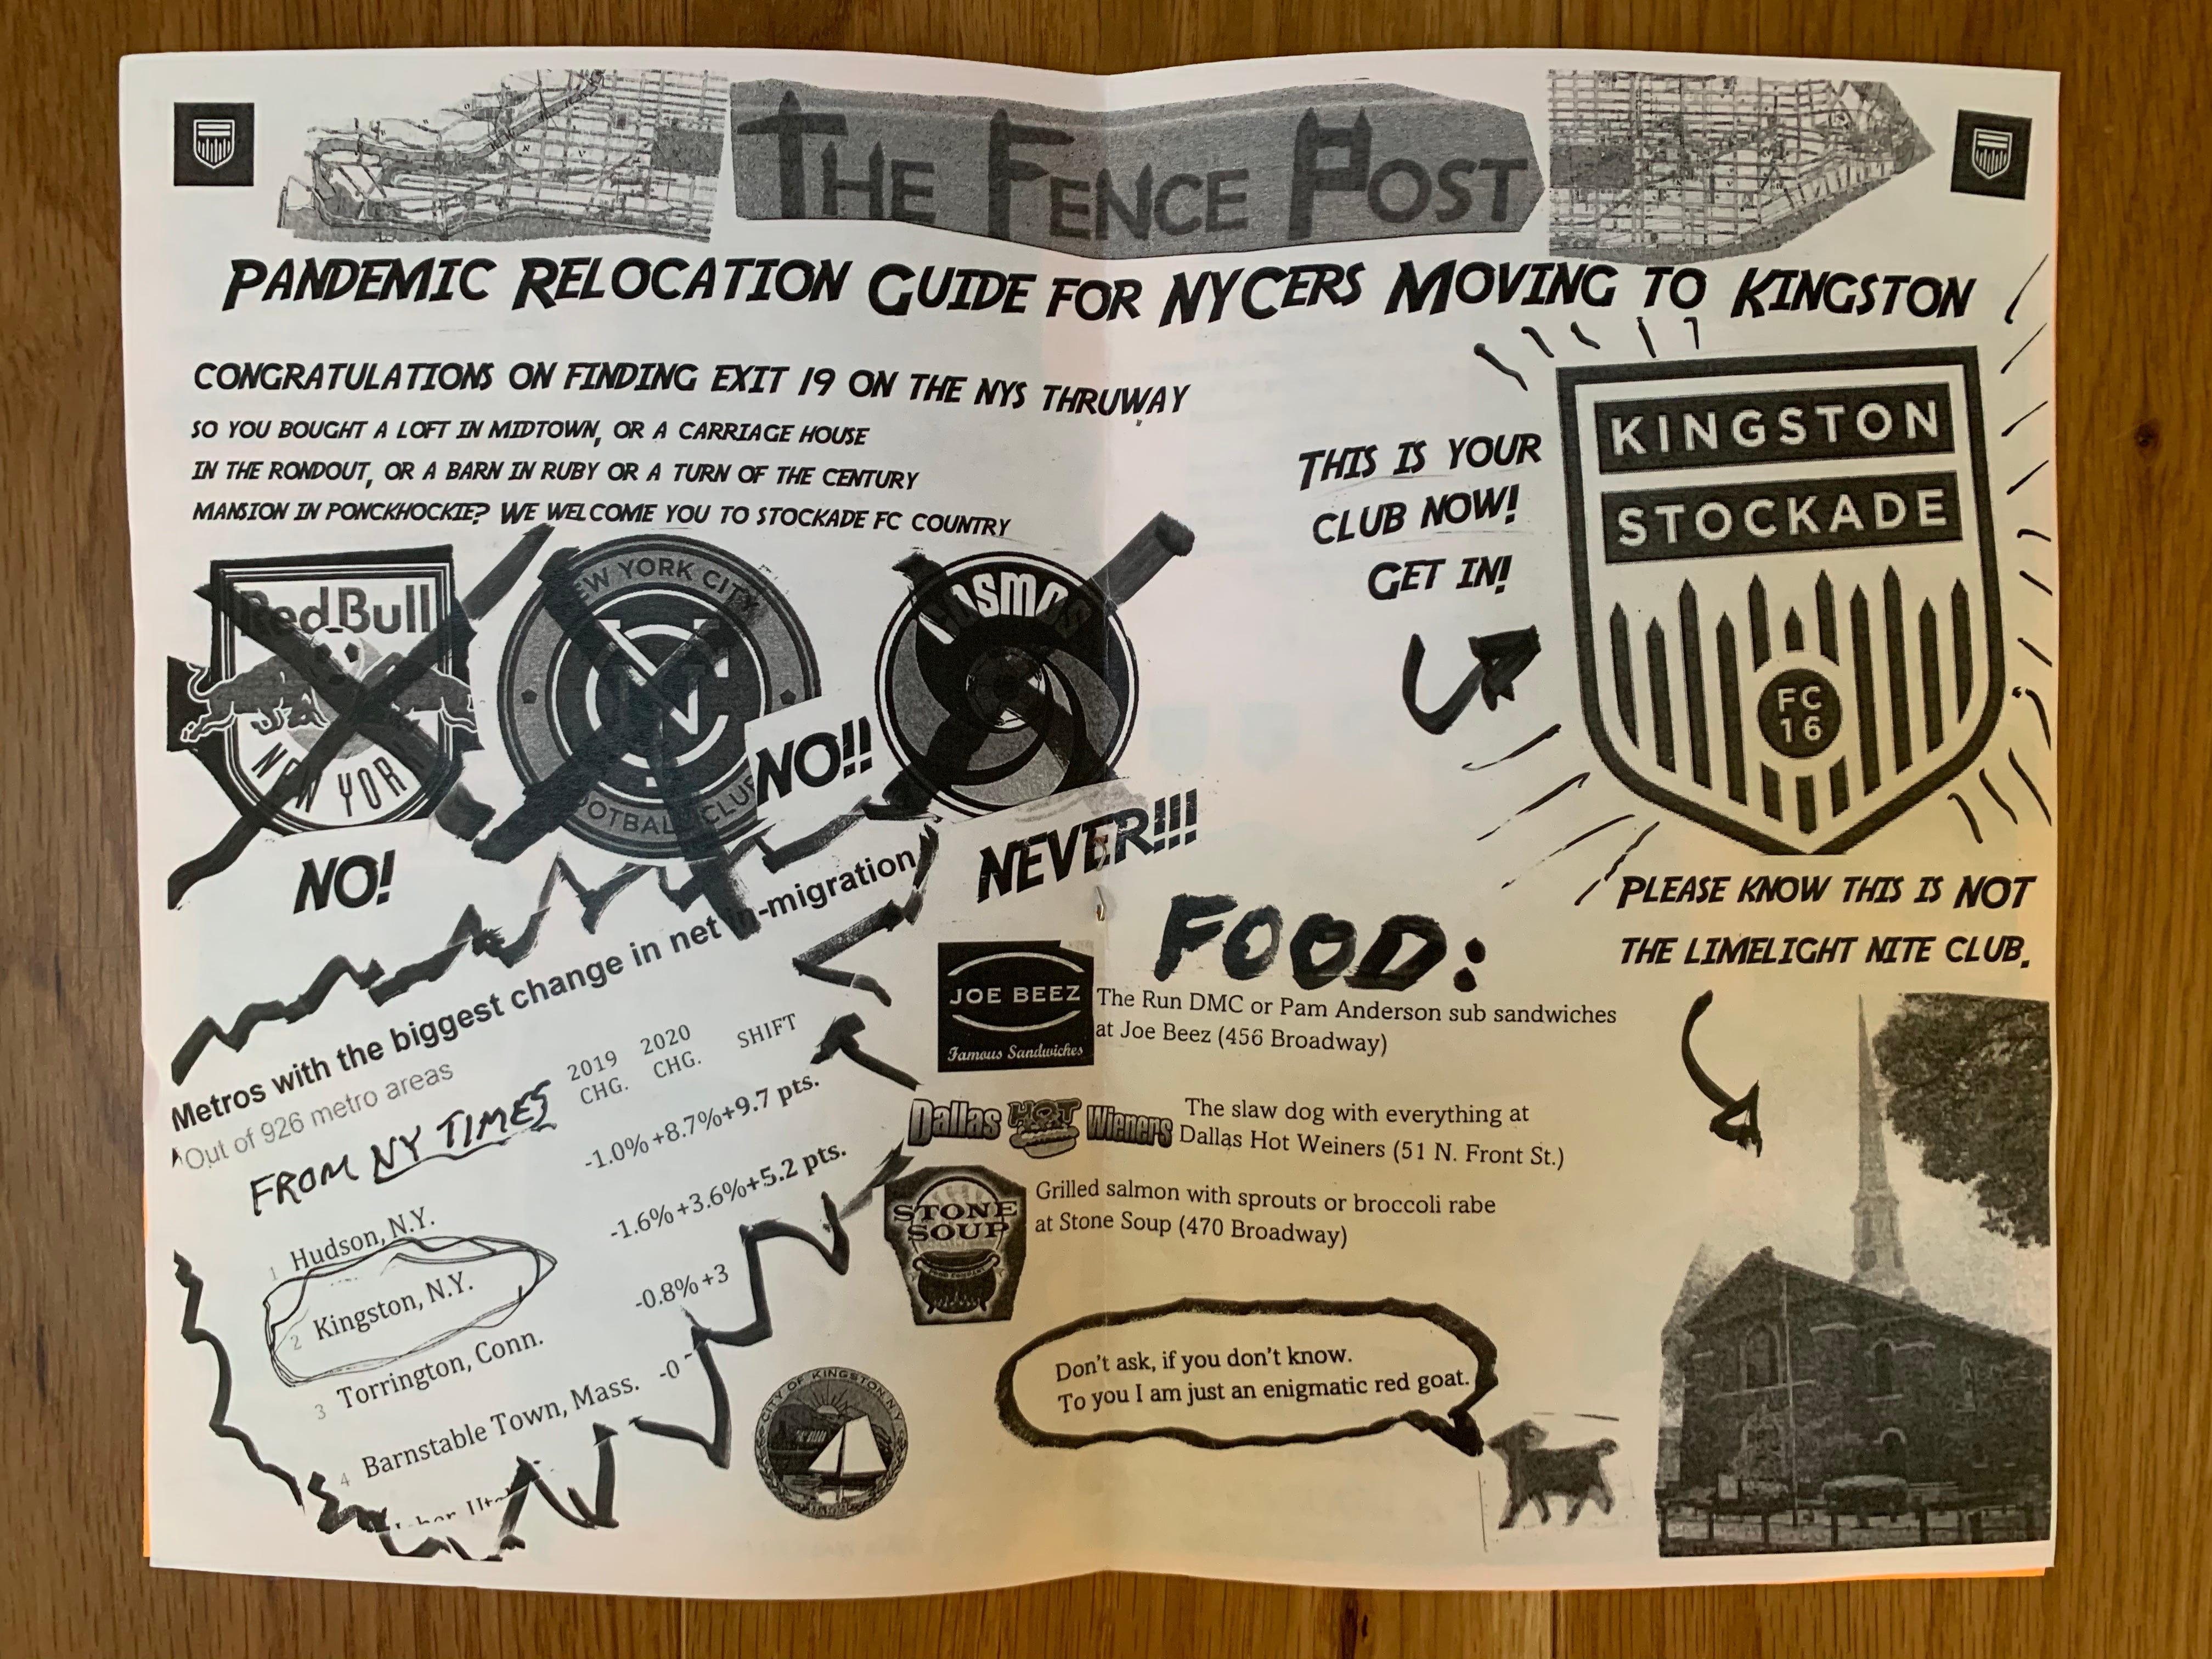 THE FENCE POST
PANDEMIC RELOCATION GUIDE FOR NYCERS MOVING TO KINGSTON
CONGRATULATIONS ON FINDING EXIT 19 ON THE NYS THRUWAY
SO YOU BOUGHT A LOFT IN MIDTOWN, OR A CARRIAGE HOUSE
IN THE RONDOUT, OR A BARN IN RUBY OR A TURN OF THE CENTURY
MANSION IN PONCKHOCKIE? WE WELCOME YOU TO STOCKADE FC COUNTRY
Red Bull
NEW YOR
NO!
NEW YORK CITY
NYC
FOOTBALL CLUB
NO!!
COSMOS
NEVER!!!
THIS IS YOUR
CLUB NOW!
GET IN!
KINGSTON
STOCKADE
FC
16
PLEASE KNOW THIS IS NOT
THE LIMELIGHT NITE CLUB.
Metros with the biggest change in net in-migration
Out of 926 metro areas
FROM NY TIMES
2019 CHG. 2020 CHG. SHIFT
1 Hudson, N.Y. -1.0% +8.7% +9.7 pts.
2 Kingston, N.Y. -1.6% +3.6% +5.2 pts.
3 Torrington, Conn. -0.8% +3
4 Barnstable Town, Mass. -0
FOOD:
JOE BEEZ
Famous Sandwiches
The Run DMC or Pam Anderson sub sandwiches
at Joe Beez (456 Broadway)
Dallas HOT Wieners
The slaw dog with everything at
Dallas Hot Weiners (51 N. Front St.)
STONE
SOUP
Grilled salmon with sprouts or broccoli rabe
at Stone Soup (470 Broadway)
CITY OF KINGSTON, N.Y.
Don't ask, if you don't know.
To you I am just an enigmatic red goat.